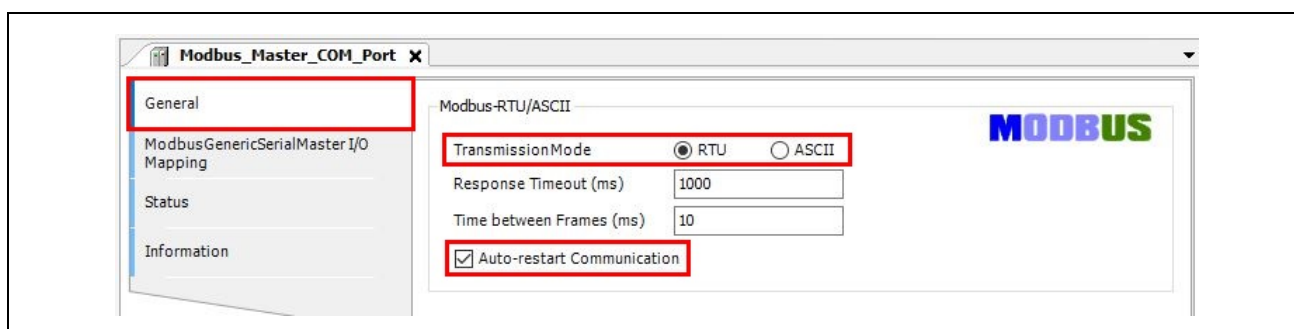 Modbus_Master_COM_Port
General
ModbusGenericSerialMaster I/O
Mapping
Status
Information
Modbus-RTU/ASCII
MODBUS
TransmissionMode RTU ASCII
Response Timeout (ms) 1000
Time between Frames (ms) 10
Auto-restart Communication